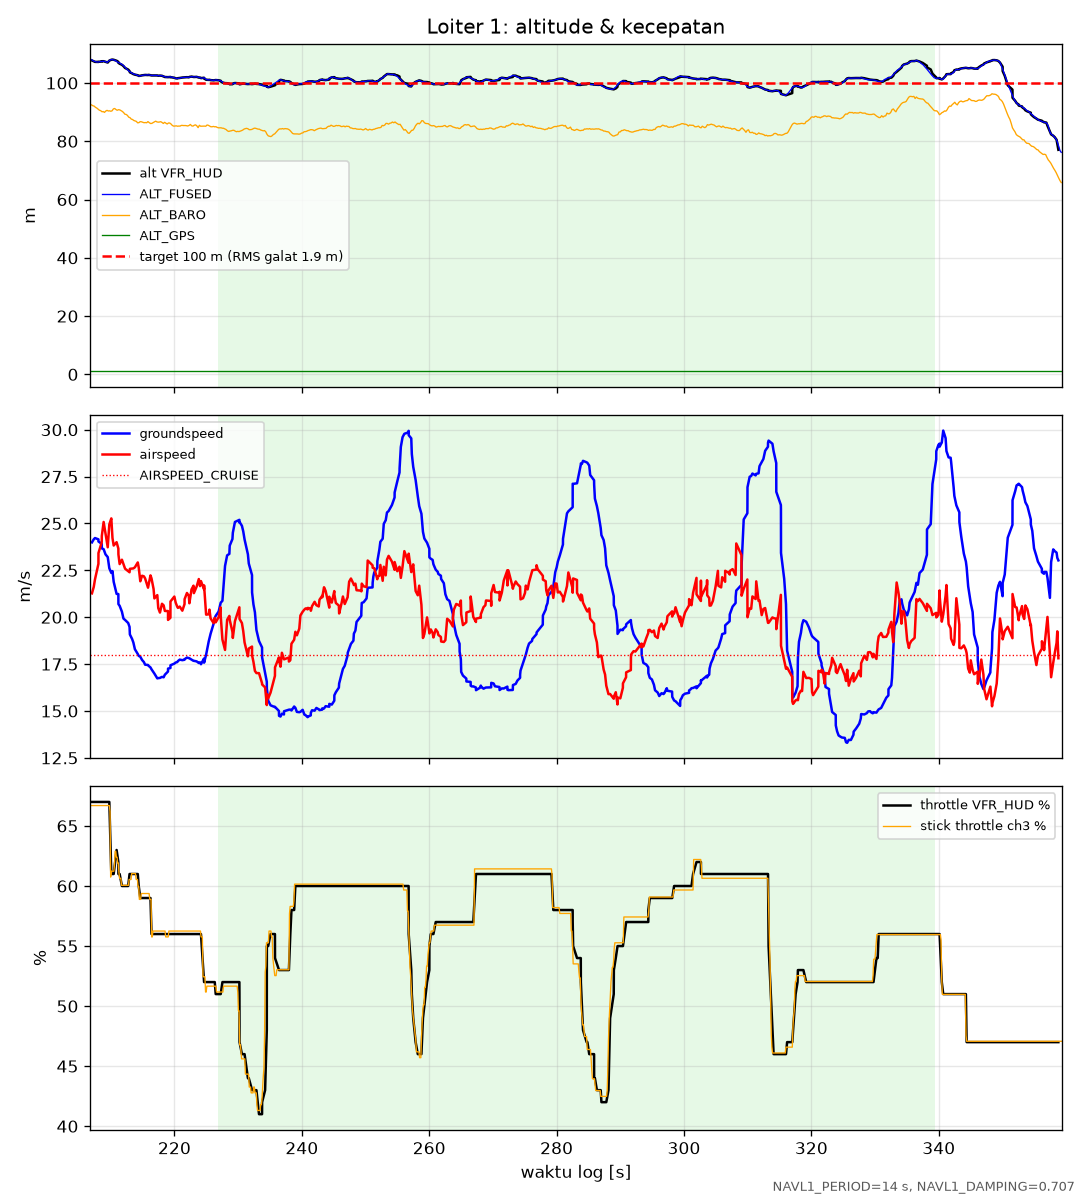 Loiter 1: altitude & kecepatan
100
80
60
40
20
0
m
alt VFR_HUD
ALT_FUSED
ALT_BARO
ALT_GPS
target 100 m (RMS galat 1.9 m)
30.0
27.5
25.0
22.5
20.0
17.5
15.0
12.5
m/s
groundspeed
airspeed
AIRSPEED_CRUISE
65
60
55
50
45
40
%
throttle VFR_HUD %
stick throttle ch3 %
220 240 260 280 300 320 340
waktu log [s]
NAVL1_PERIOD=14 s, NAVL1_DAMPING=0.707